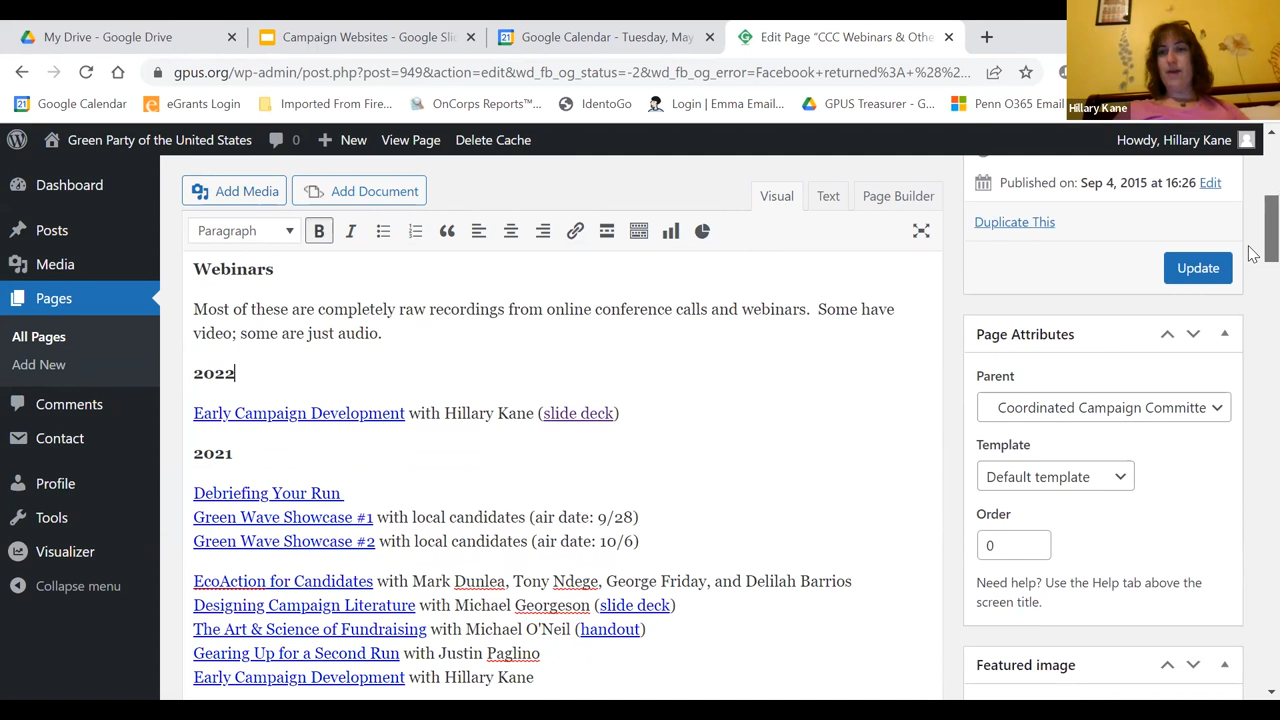 My Drive - Google Drive
Campaign Websites - Google Slid
Google Calendar - Tuesday, May
Edit Page “CCC Webinars & Othe
gpus.org/wp-admin/post.php?post=949&action=edit&wd_fb_og_status=-2&wd_fb_og_error=Facebook+returned%3A+%28%2...
Google Calendar
eGrants Login
Imported From Fire...
OnCorps Reports™...
IdentoGo
Login | Emma Email...
GPUS Treasurer - G...
Penn O365 Email
Hillary Kane
Green Party of the United States
0
New
View Page
Delete Cache
Howdy, Hillary Kane
Dashboard
Posts
Media
Pages
All Pages
Add New
Comments
Contact
Profile
Tools
Visualizer
Collapse menu
Add Media
Add Document
Visual
Text
Page Builder
Paragraph
B
I
Webinars
Most of these are completely raw recordings from online conference calls and webinars.  Some have
video; some are just audio.
2022
Early Campaign Development with Hillary Kane (slide deck)
2021
Debriefing Your Run
Green Wave Showcase #1 with local candidates (air date: 9/28)
Green Wave Showcase #2 with local candidates (air date: 10/6)
EcoAction for Candidates with Mark Dunlea, Tony Ndege, George Friday, and Delilah Barrios
Designing Campaign Literature with Michael Georgeson (slide deck)
The Art & Science of Fundraising with Michael O'Neil (handout)
Gearing Up for a Second Run with Justin Paglino
Early Campaign Development with Hillary Kane
Published on: Sep 4, 2015 at 16:26 Edit
Duplicate This
Update
Page Attributes
Parent
Coordinated Campaign Committe
Template
Default template
Order
0
Need help? Use the Help tab above the
screen title.
Featured image